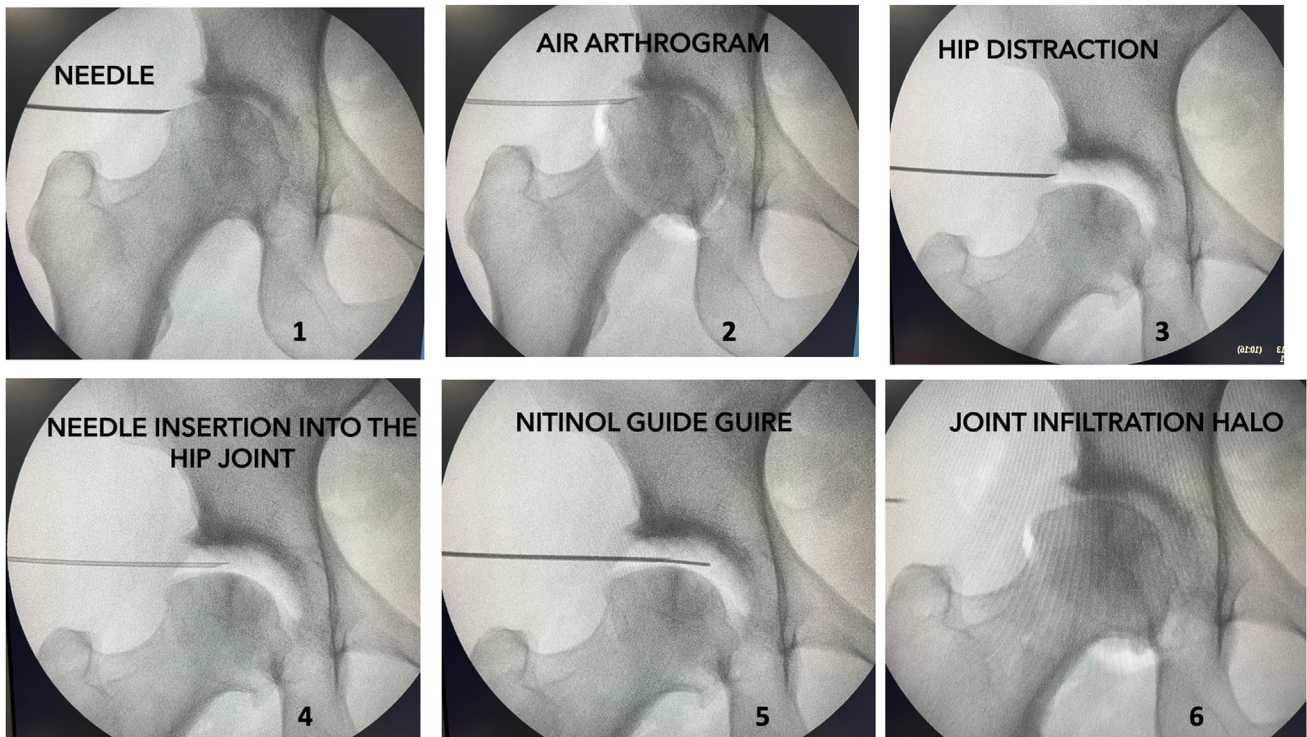 NEEDLE
1
AIR ARTHROGRAM
2
HIP DISTRACTION
3
NEEDLE INSERTION INTO THE
HIP JOINT
4
NITINOL GUIDE GUIRE
5
JOINT INFILTRATION HALO
6